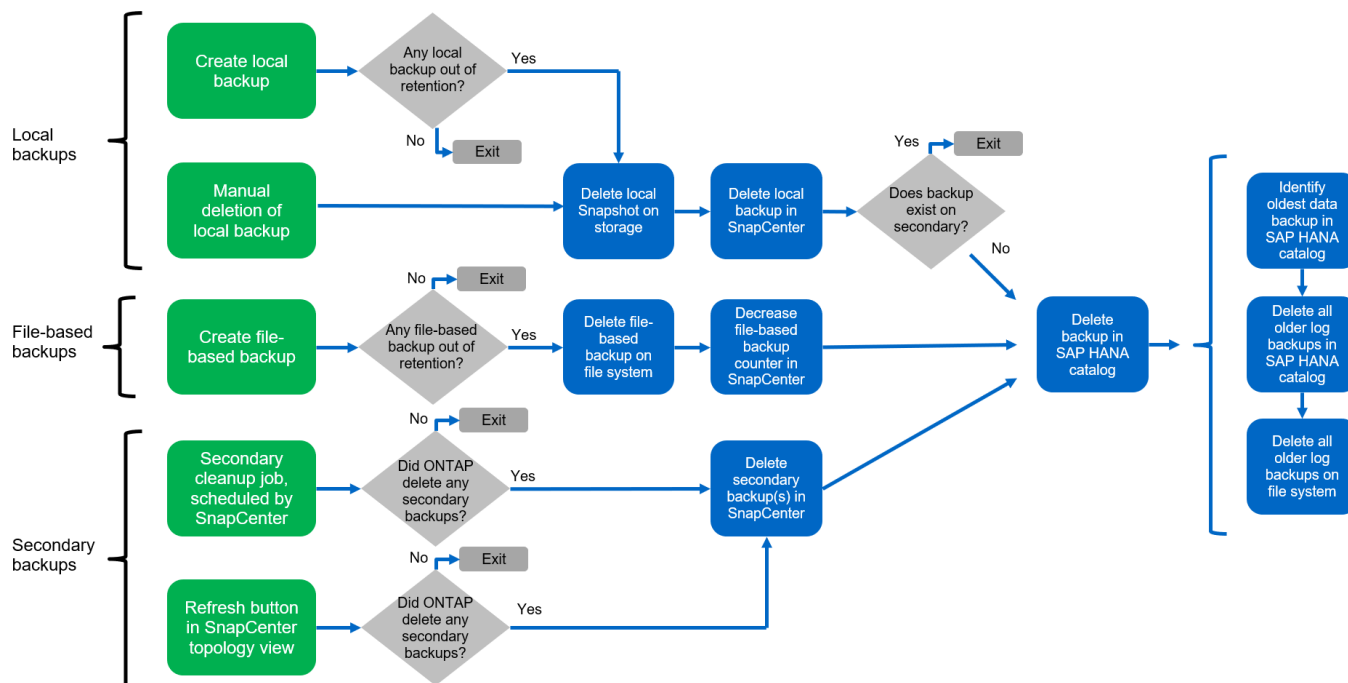 Local
backups
Create local
backup
Any local
backup out of
retention?
Yes
No
Exit
Manual
deletion of
local backup
Delete local
Snapshot on
storage
Delete local
backup in
SnapCenter
Does backup
exist on
secondary?
Yes
Exit
No
File-based
backups
Create file-
based backup
Any file-based
backup out of
retention?
No
Exit
Yes
Delete file-
based
backup on
file system
Decrease
file-based
backup
counter in
SnapCenter
Secondary
backups
Secondary
cleanup job,
scheduled by
SnapCenter
Did ONTAP
delete any
secondary
backups?
No
Exit
Yes
Delete
secondary
backup(s) in
SnapCenter
Refresh button
in SnapCenter
topology view
Did ONTAP
delete any
secondary
backups?
No
Exit
Yes
Delete
backup in
SAP HANA
catalog
Identify
oldest data
backup in
SAP HANA
catalog
Delete all
older log
backups in
SAP HANA
catalog
Delete all
older log
backups on
file system